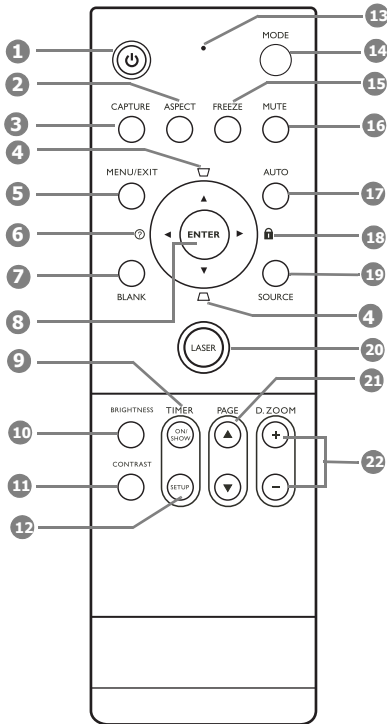 13
MODE
1
14
2
15
CAPTURE ASPECT FREEZE MUTE
3
16
4
MENU/EXIT AUTO
5
17
6
? ENTER
18
7
19
BLANK SOURCE
8
4
LASER
20
9
21
BRIGHTNESS TIMER PAGE D. ZOOM
10
ON/
SHOW
+
22
CONTRAST
11
SETUP
−
12